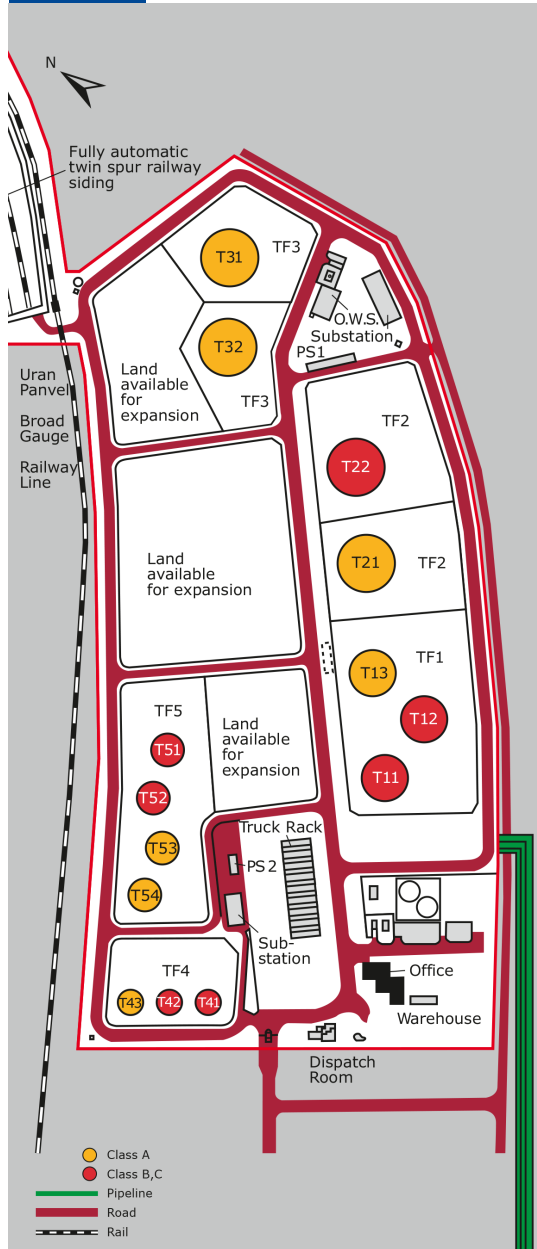 N
Fully automatic
twin spur railway
siding
T31
TF3
T32
TF3
O.W.S.
Substation
PS1
Land
available
for
expansion
Uran
Panvel
Broad
Gauge
Railway
Line
TF2
T22
T21
TF2
Land
available
for expansion
T13
TF1
T12
T11
TF5
T51
T52
T53
T54
Land
available
for
expansion
Truck Rack
PS2
Sub-
station
TF4
T43
T42
T41
Office
Warehouse
Dispatch
Room
Class A
Class B,C
Pipeline
Road
Rail